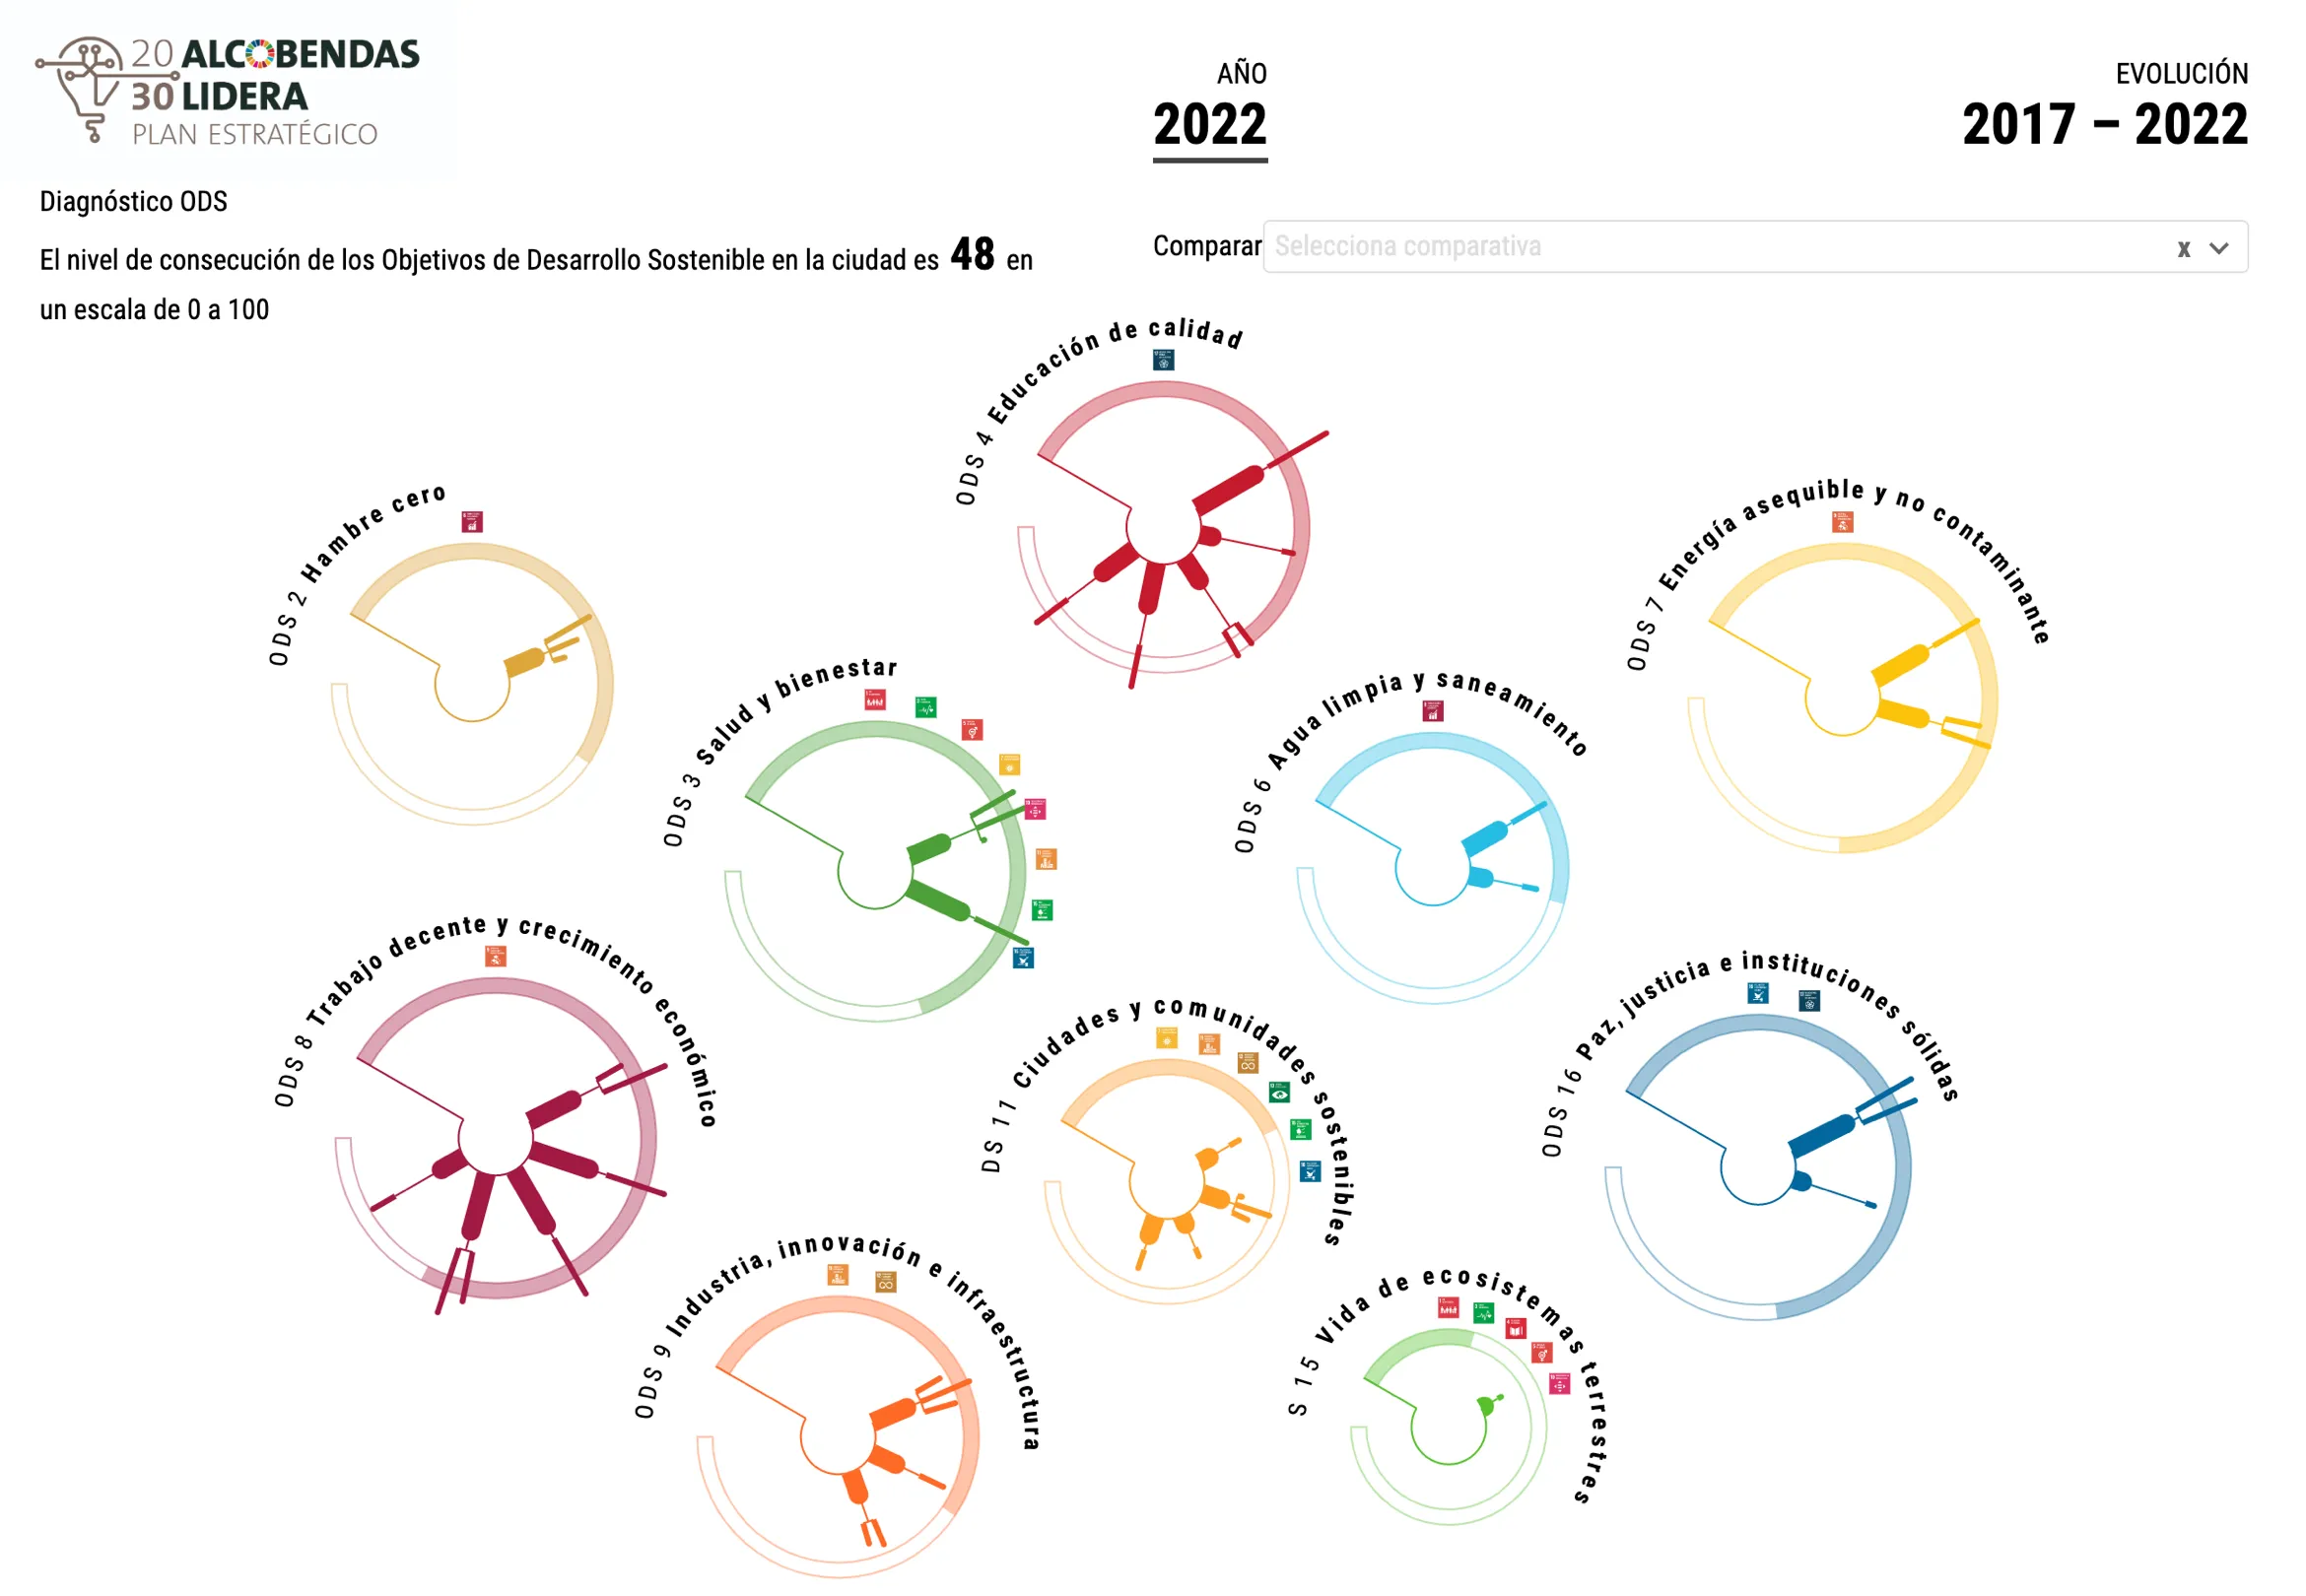 20 ALCOBENDAS
30 LIDERA
PLAN ESTRATÉGICO
AÑO
2022
EVOLUCIÓN
2017 – 2022
Diagnóstico ODS
El nivel de consecución de los Objetivos de Desarrollo Sostenible en la ciudad es 48 en
un escala de 0 a 100
Comparar Selecciona comparativa x
ODS 4 Educación de calidad
ODS 2 Hambre cero
ODS 7 Energía asequible y no contaminante
ODS 3 Salud y bienestar
ODS 6 Agua limpia y saneamiento
ODS 8 Trabajo decente y crecimiento económico
ODS 16 Paz, justicia e instituciones sólidas
DS 11 Ciudades y comunidades sostenibles
ODS 9 Industria, innovación e infraestructura
S 15 Vida de ecosistemas terrestres